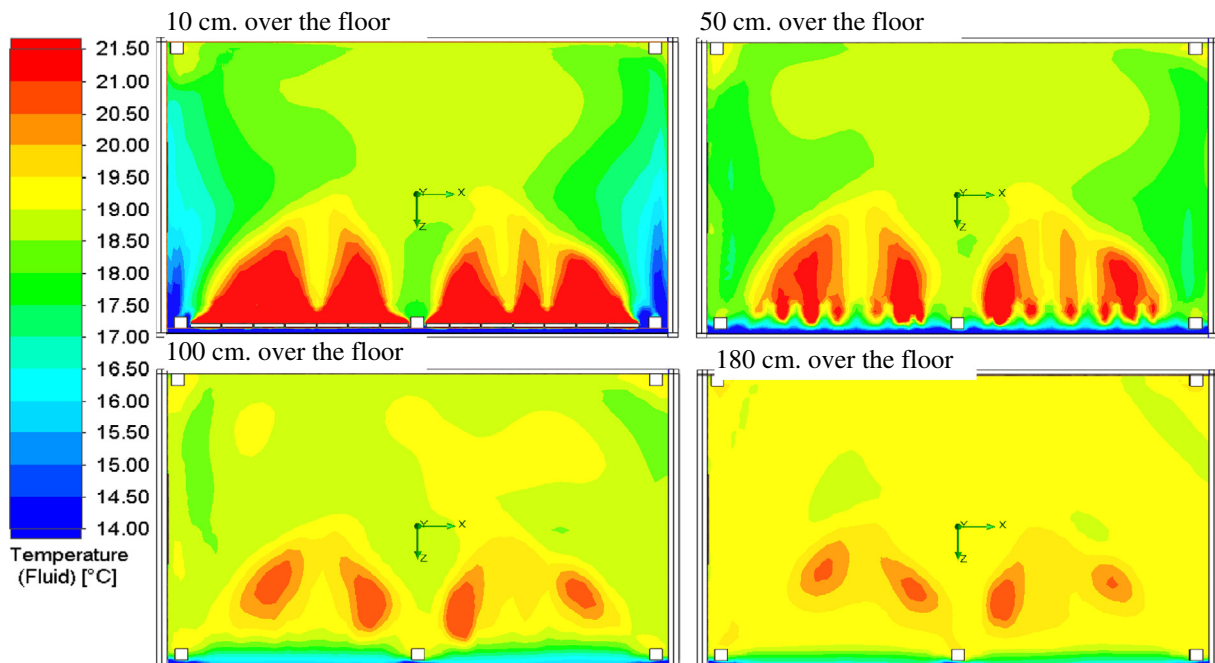 10 cm. over the floor
50 cm. over the floor
21.50
21.00
20.50
20.00
19.50
19.00
18.50
18.00
17.50
17.00
16.50
16.00
15.50
15.00
14.50
14.00
Temperature
(Fluid) [°C]
Y X
Z
Y X
Z
100 cm. over the floor
180 cm. over the floor
Y X
Z
Y X
Z